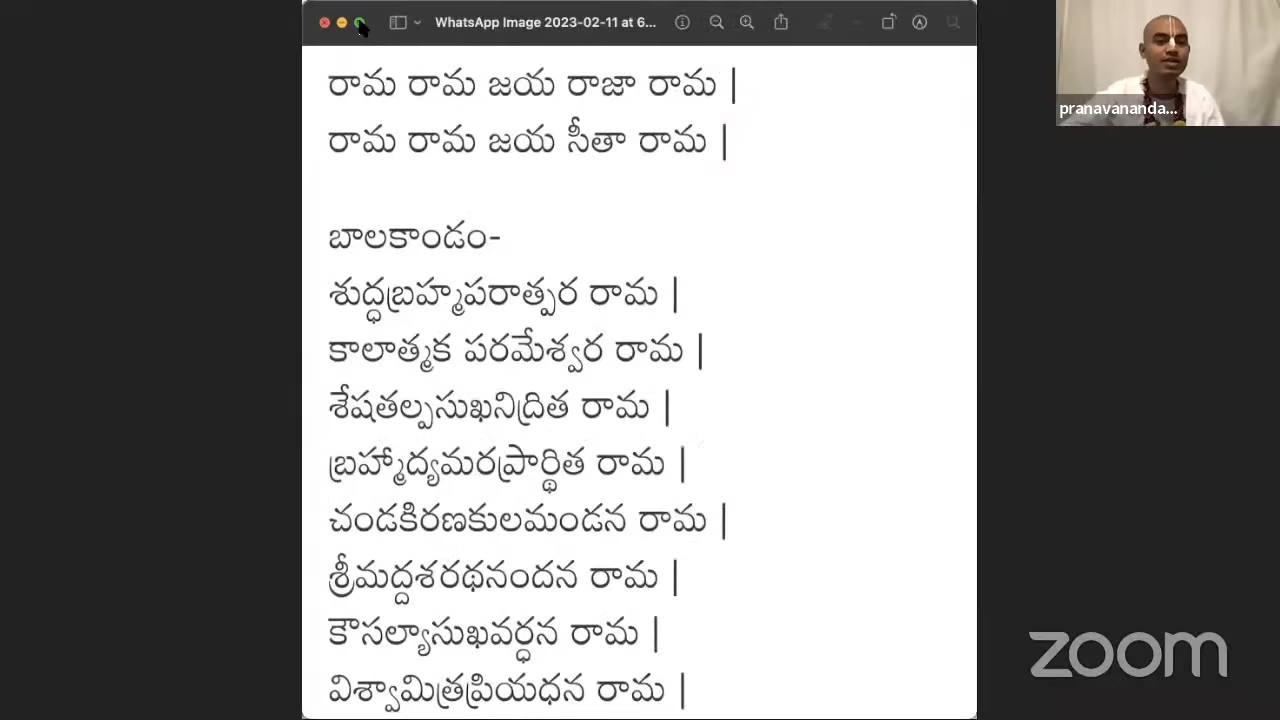 WhatsApp Image 2023-02-11 at 6...
రామ రామ జయ రాజా రామ |
రామ రామ జయ సీతా రామ |
బాలకాండం-
శుద్ధబ్రహ్మపరాత్పర రామ |
కాలాత్మక పరమేశ్వర రామ |
శేషతల్పసుఖనిద్రిత రామ |
బ్రహ్మాద్యమరప్రార్థిత రామ |
చండకిరణకులమండన రామ |
శ్రీమద్దశరథనందన రామ |
కౌసల్యాసుఖవర్ధన రామ |
విశ్వామిత్రప్రియధన రామ |
pranavananda...
zoom